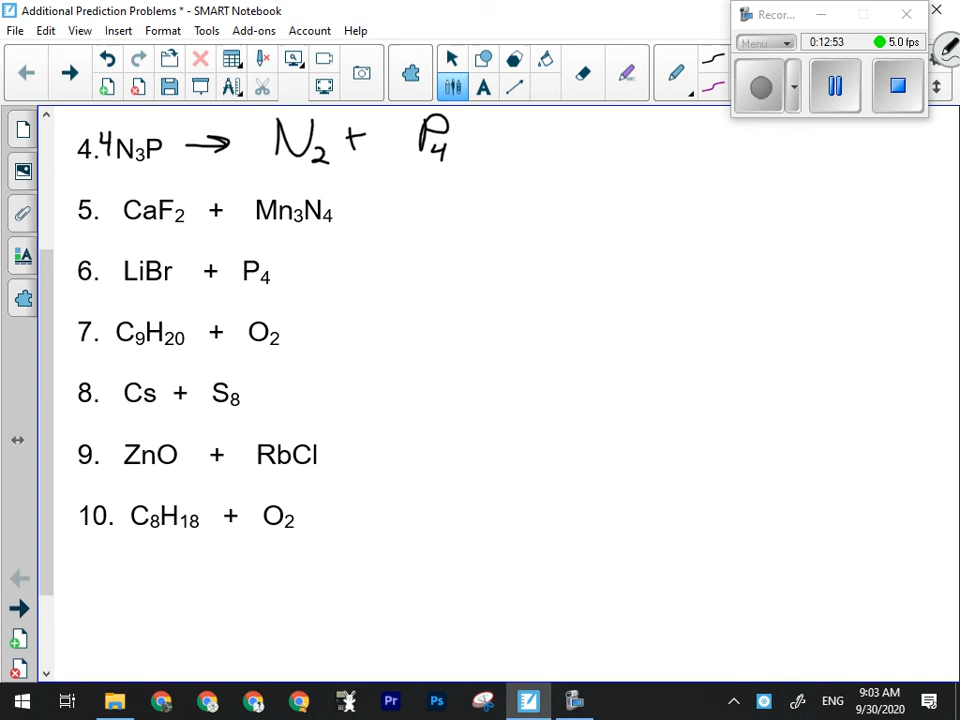 Additional Prediction Problems * - SMART Notebook
Recor...
File Edit View Insert Format Tools Add-ons Account Help
Menu 0:12:53 5.0 fps
4. 4 N₃P → N₂ + P₄
5. CaF₂ + Mn₃N₄
6. LiBr + P₄
7. C₉H₂₀ + O₂
8. Cs + S₈
9. ZnO + RbCl
10. C₈H₁₈ + O₂
Pr Ps ENG 9:03 AM
9/30/2020